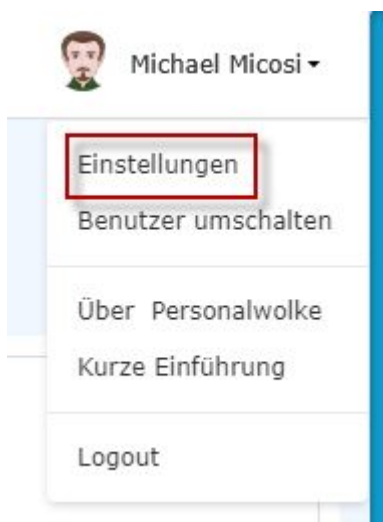 Michael Micosi
Einstellungen
Benutzer umschalten
Über Personalwolke
Kurze Einführung
Logout